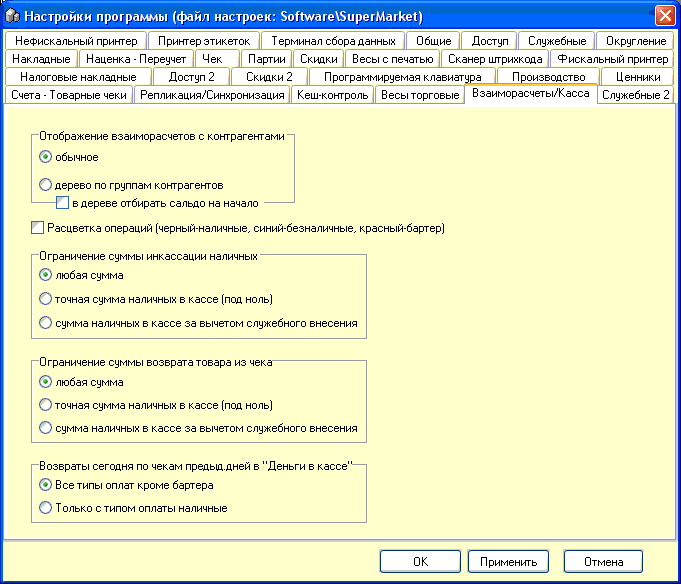 Настройки программы (файл настроек: Software\SuperMarket)
Нефискальный принтер Принтер этикеток Терминал сбора данных Общие Доступ Служебные Округление
Накладные Наценка - Переучет Чек Партии Скидки Весы с печатью Сканер штрихкода Фискальный принтер
Налоговые накладные Доступ 2 Скидки 2 Программируемая клавиатура Производство Ценники
Счета - Товарные чеки Репликация/Синхронизация Кеш-контроль Весы торговые Взаиморасчеты/Касса Служебные 2
Отображение взаиморасчетов с контрагентами
обычное
дерево по группам контрагентов
в дереве отбирать сальдо на начало
Расцветка операций (черный-наличные, синий-безналичные, красный-бартер)
Ограничение суммы инкассации наличных
любая сумма
точная сумма наличных в кассе (под ноль)
сумма наличных в кассе за вычетом служебного внесения
Ограничение суммы возврата товара из чека
любая сумма
точная сумма наличных в кассе (под ноль)
сумма наличных в кассе за вычетом служебного внесения
Возвраты сегодня по чекам предыд.дней в "Деньги в кассе"
Все типы оплат кроме бартера
Только с типом оплаты наличные
OK Применить Отмена